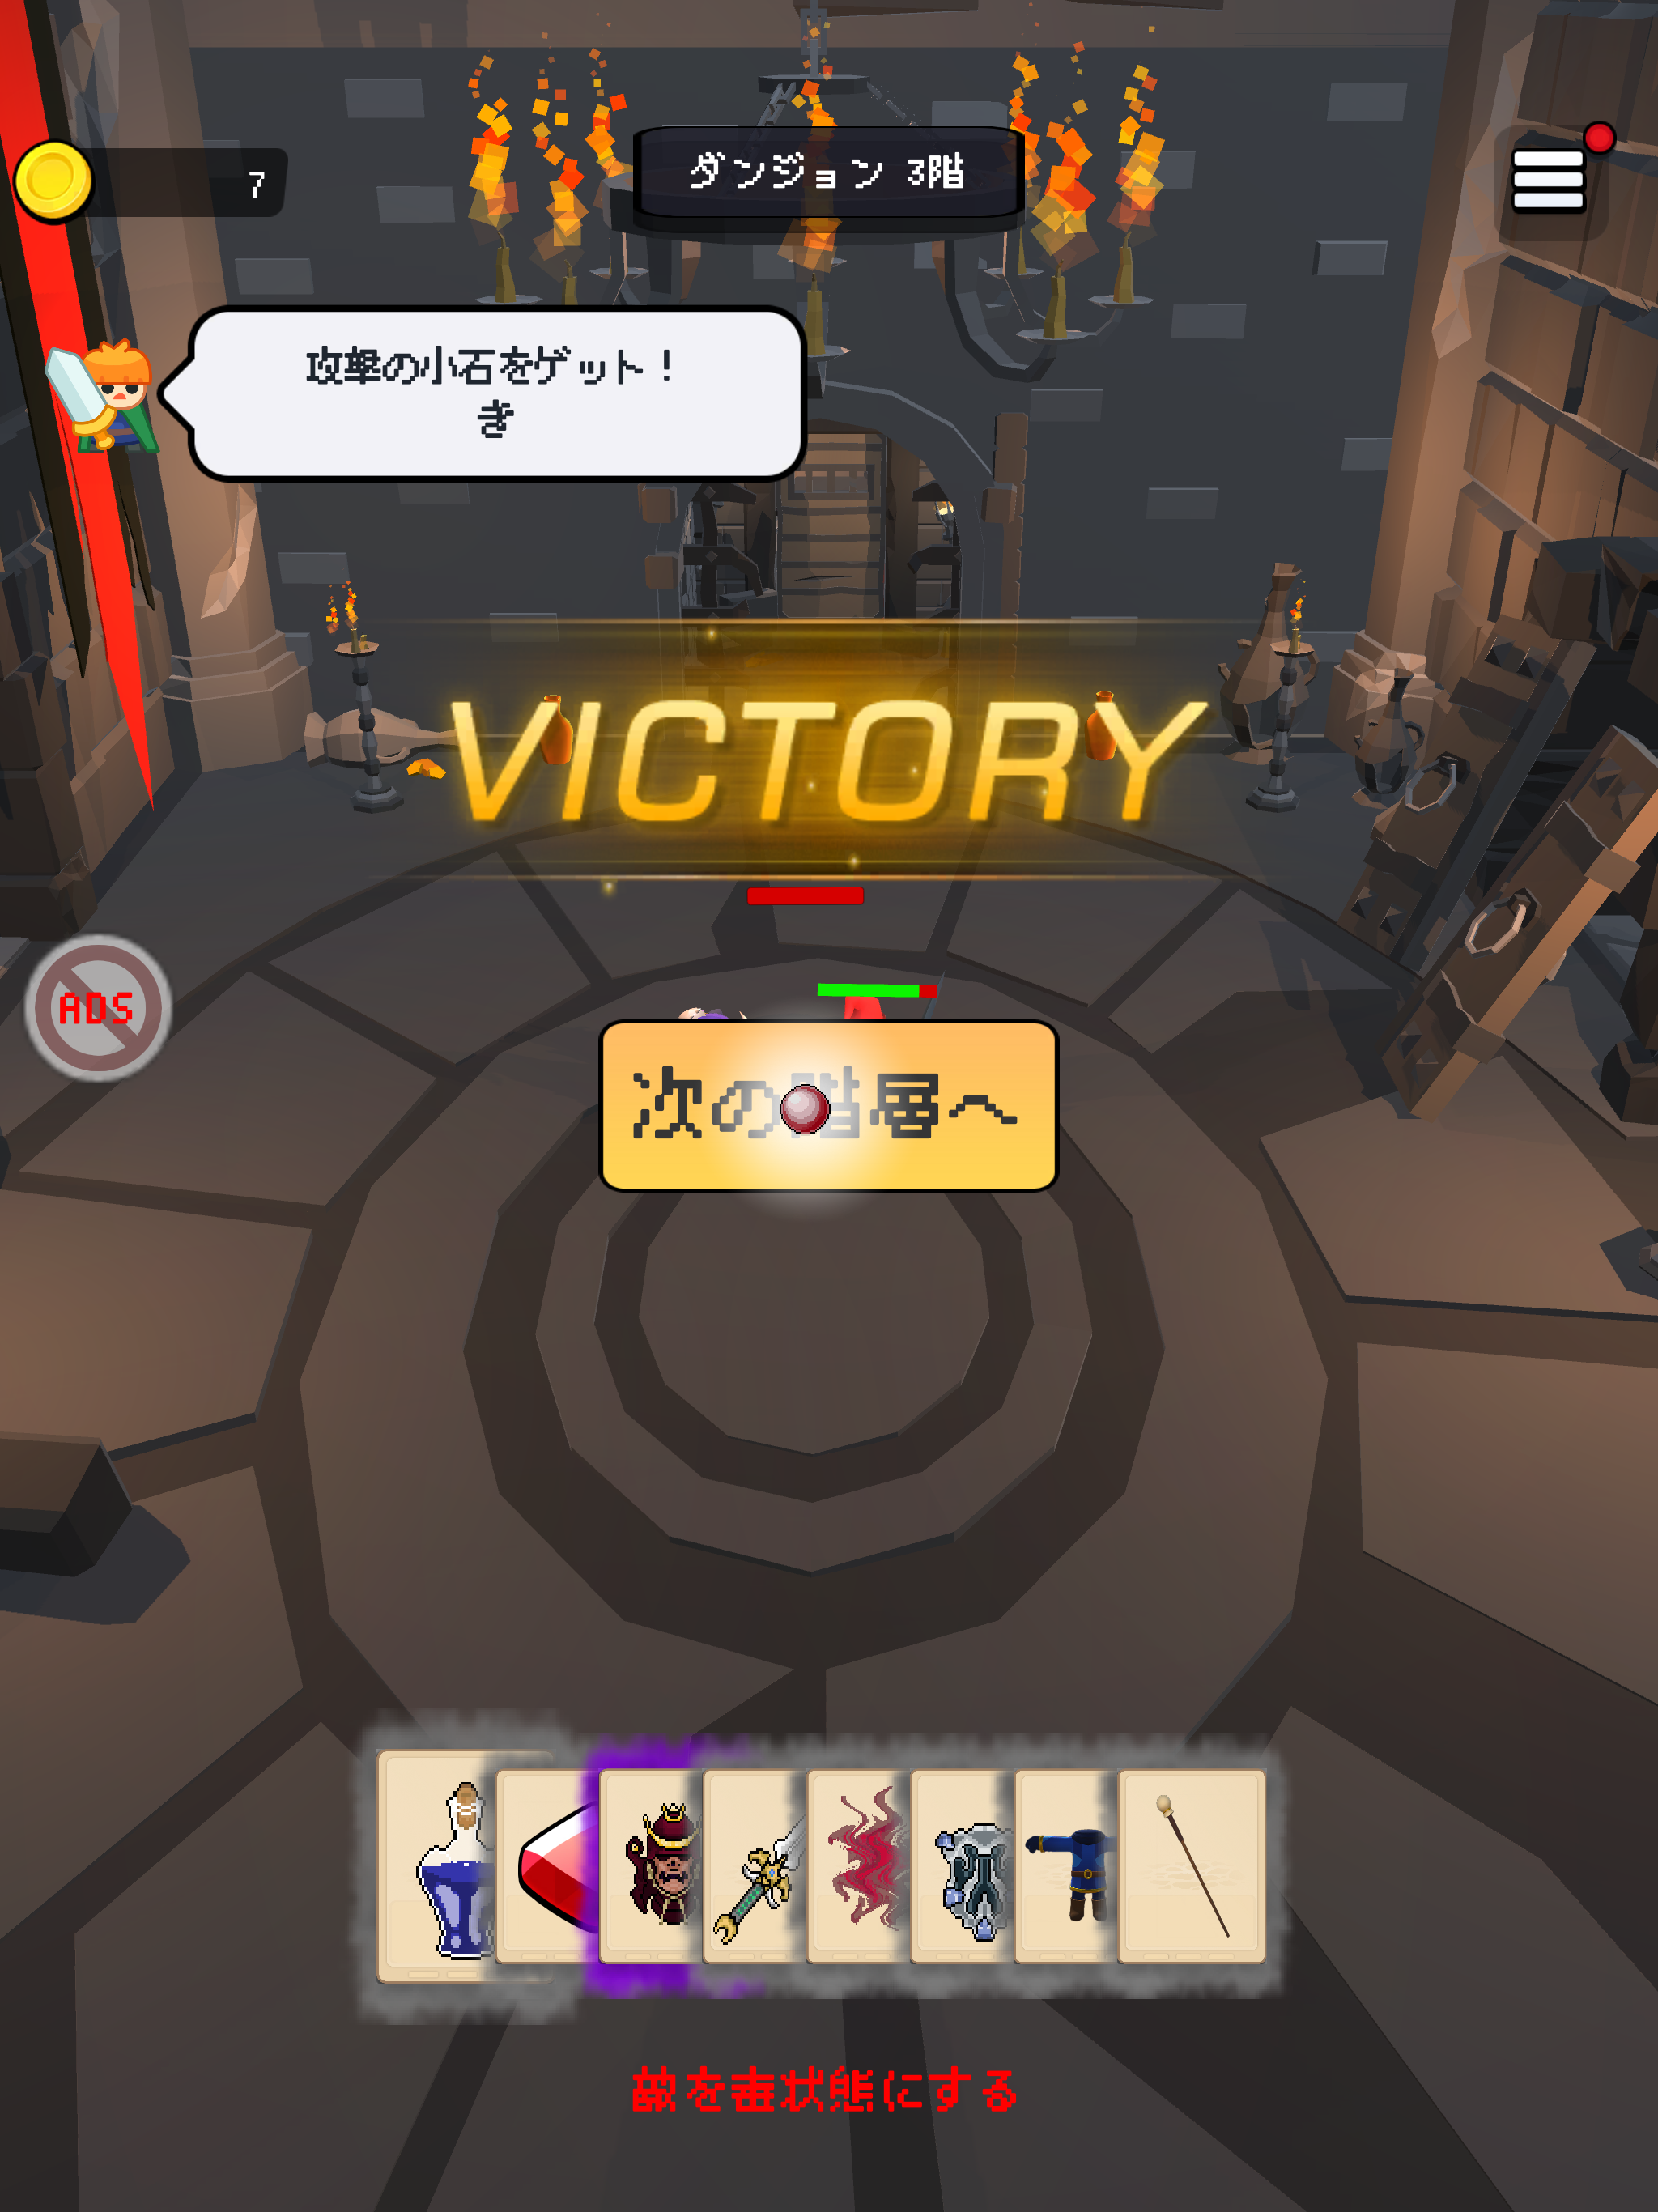 7
ダンジョン 3階
攻撃の小石をゲット！
き
VICTORY
ADS
次の階層へ
敵を毒状態にする